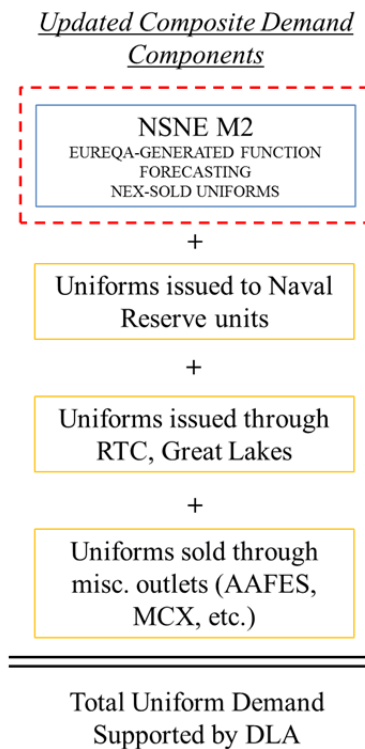 Updated Composite Demand
Components
NSNE M2
EUREQA-GENERATED FUNCTION
FORECASTING
NEX-SOLD UNIFORMS
+
Uniforms issued to Naval
Reserve units
+
Uniforms issued through
RTC, Great Lakes
+
Uniforms sold through
misc. outlets (AAFES,
MCX, etc.)
Total Uniform Demand
Supported by DLA